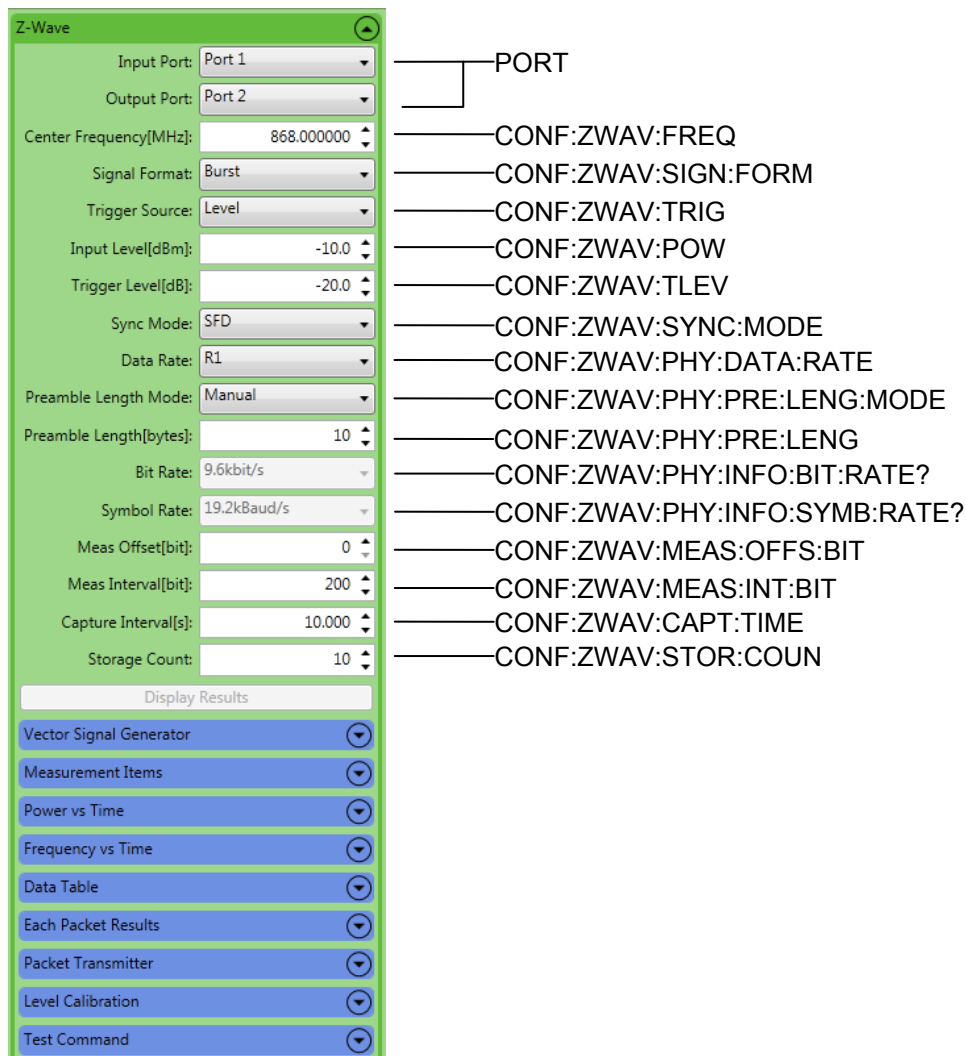 Z-Wave
Input Port: Port 1 PORT
Output Port: Port 2
Center Frequency[MHz]: 868.000000 CONF:ZWAV:FREQ
Signal Format: Burst CONF:ZWAV:SIGN:FORM
Trigger Source: Level CONF:ZWAV:TRIG
Input Level[dBm]: -10.0 CONF:ZWAV:POW
Trigger Level[dB]: -20.0 CONF:ZWAV:TLEV
Sync Mode: SFD CONF:ZWAV:SYNC:MODE
Data Rate: R1 CONF:ZWAV:PHY:DATA:RATE
Preamble Length Mode: Manual CONF:ZWAV:PHY:PRE:LENG:MODE
Preamble Length[bytes]: 10 CONF:ZWAV:PHY:PRE:LENG
Bit Rate: 9.6kbit/s CONF:ZWAV:PHY:INFO:BIT:RATE?
Symbol Rate: 19.2kBaud/s CONF:ZWAV:PHY:INFO:SYMB:RATE?
Meas Offset[bit]: 0 CONF:ZWAV:MEAS:OFFS:BIT
Meas Interval[bit]: 200 CONF:ZWAV:MEAS:INT:BIT
Capture Interval[s]: 10.000 CONF:ZWAV:CAPT:TIME
Storage Count: 10 CONF:ZWAV:STOR:COUN
Display Results
Vector Signal Generator
Measurement Items
Power vs Time
Frequency vs Time
Data Table
Each Packet Results
Packet Transmitter
Level Calibration
Test Command